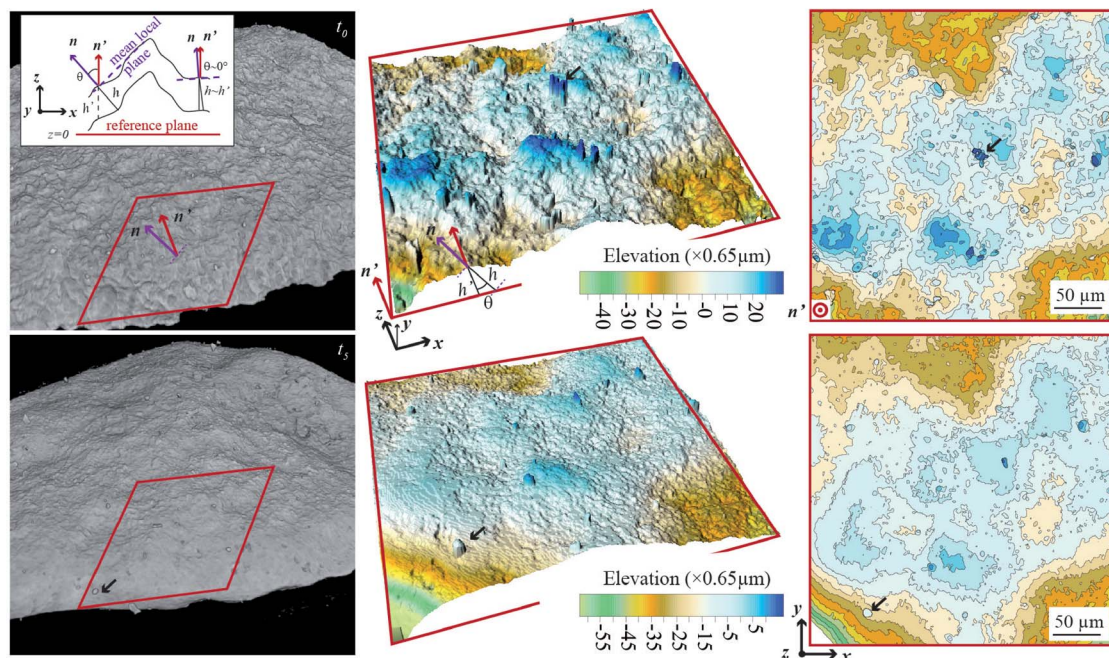 t0
n
n'
mean local
plane
n
n'
θ
h
θ~0°
h'
h~h'
z
y
x
z=0
reference plane
n'
n
n
n'
h
h'
θ
n'
z
y
x
Elevation (×0.65µm)
-40
-30
-20
-10
-0
10
20
50 µm
n'
t5
Elevation (×0.65µm)
-55
-45
-35
-25
-15
-5
5
50 µm
y
z
x